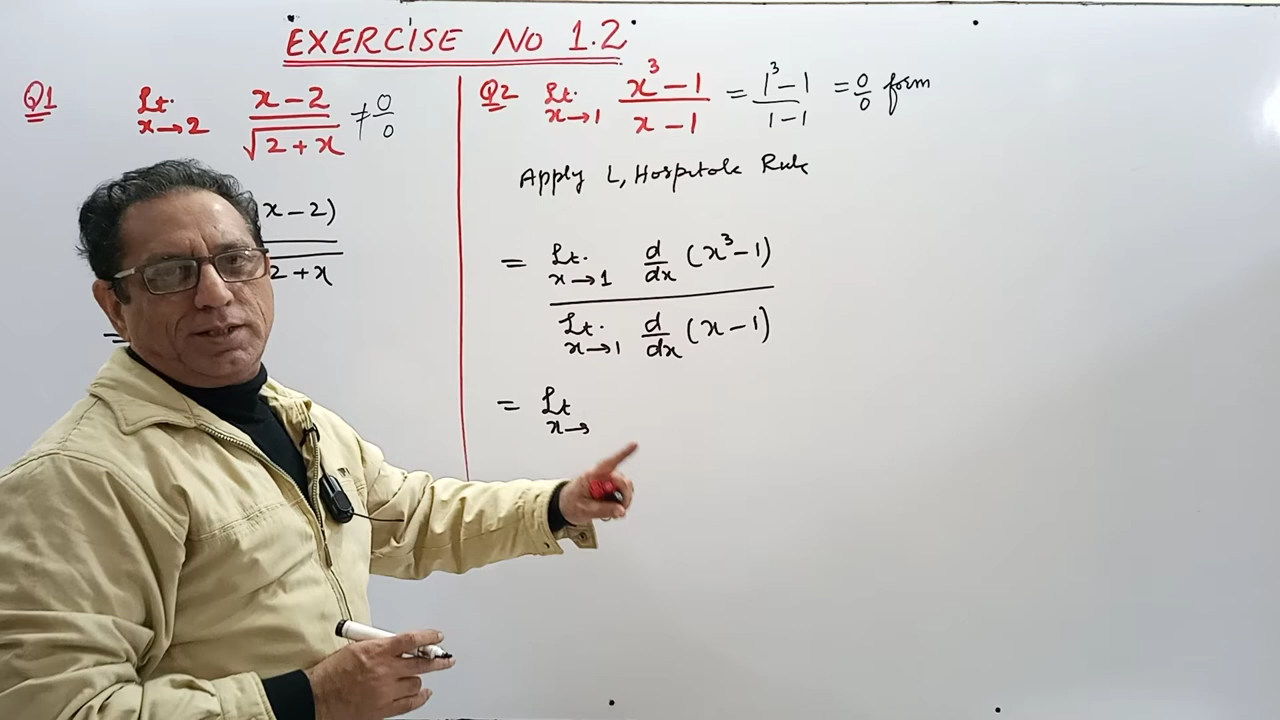 EXERCISE NO 1.2
Q1 Lt. x→2 x-2 / √2+x ≠ 0/0
x-2)
2+x
=
Q2 Lt. x→1 x³-1 / x-1 = 1³-1 / 1-1 = 0/0 form
Apply L, Hospitole Rule
= Lt. x→1 d/dx (x³-1)
Lt. x→1 d/dx (x-1)
= Lt x→